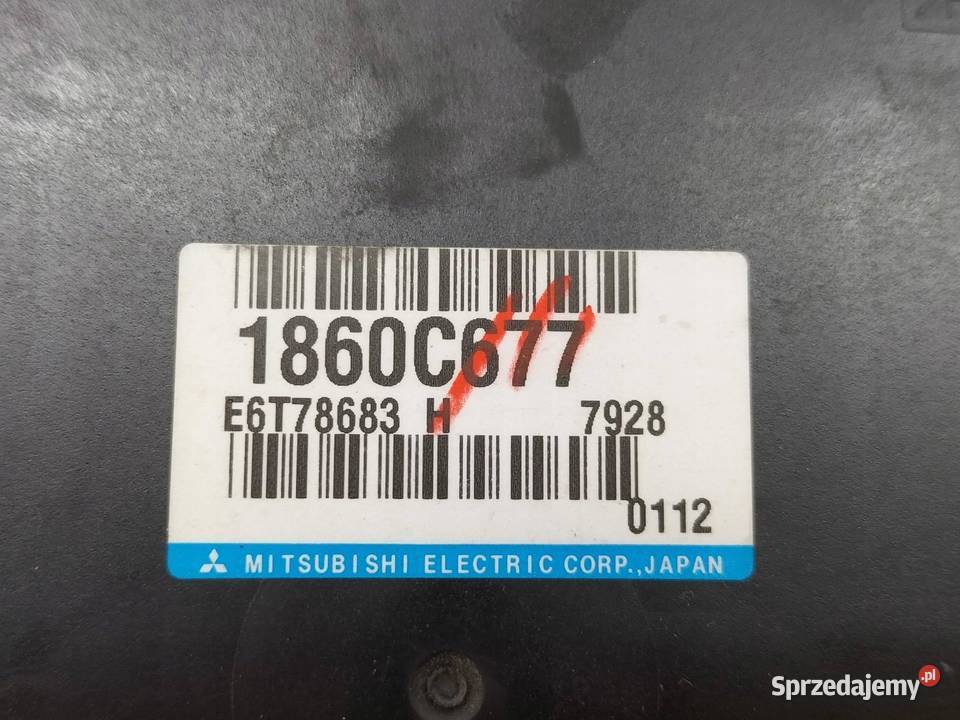 1860C677
E6T78683 H 7928
0112
MITSUBISHI ELECTRIC CORP.,JAPAN
Sprzedajemy.pl